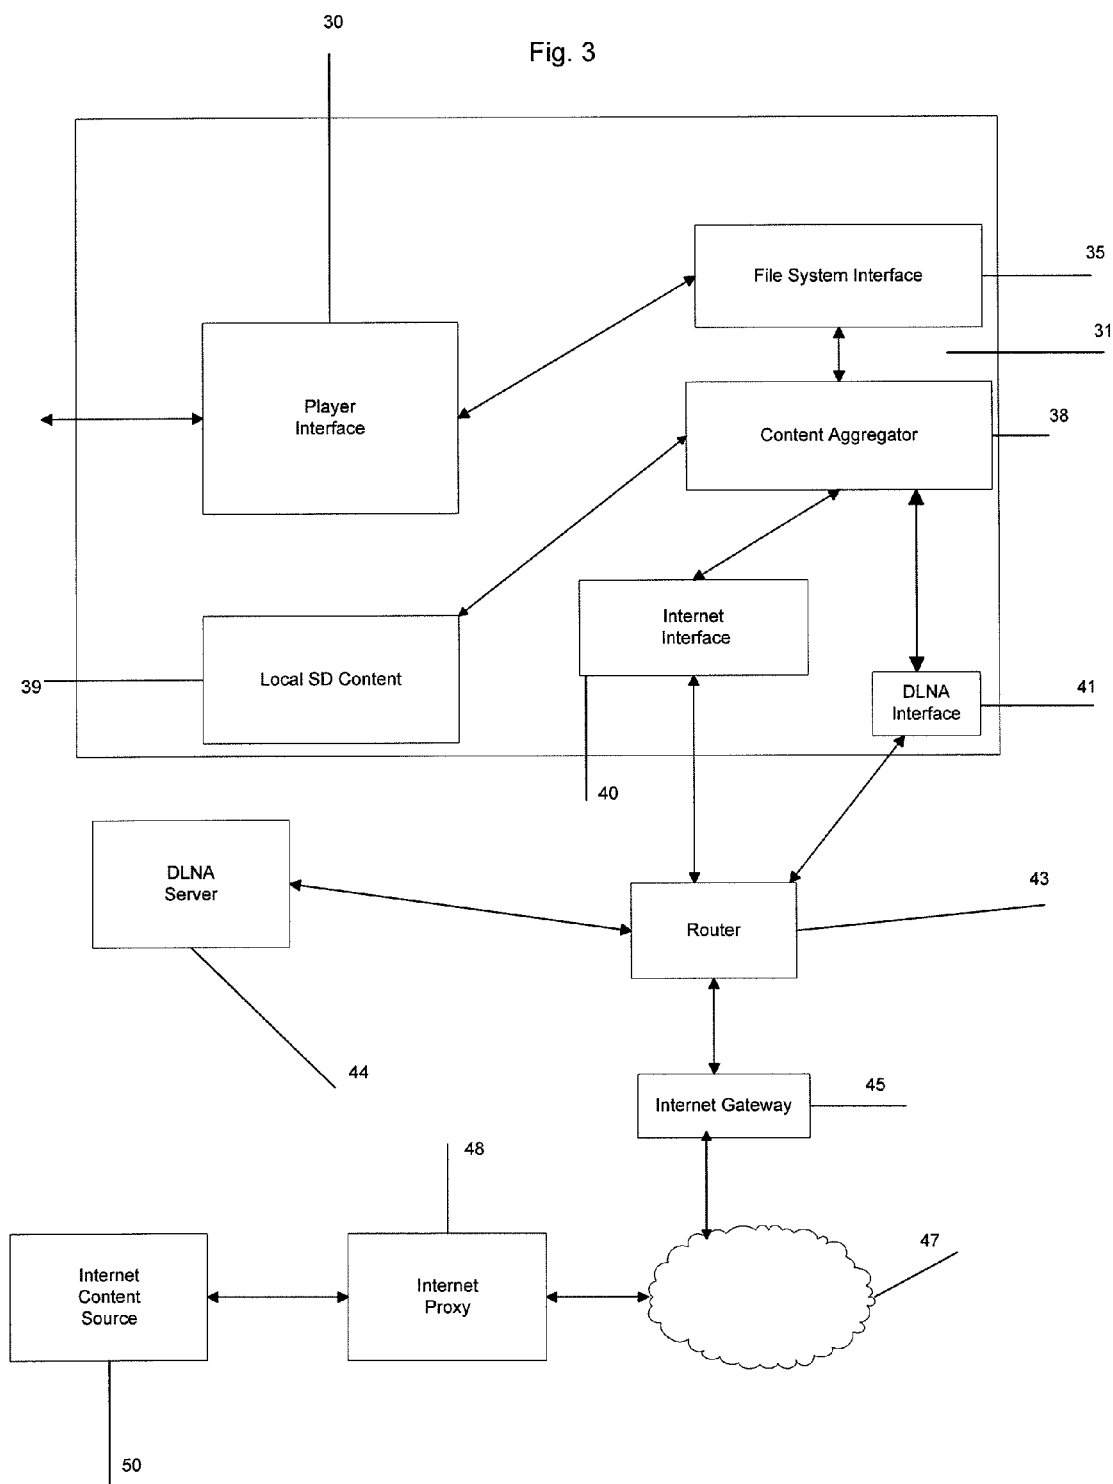 30
Fig. 3
35
File System Interface
31
Player
Interface
38
Content Aggregator
Internet
Interface
39
Local SD Content
DLNA
Interface
41
40
DLNA
Server
43
Router
44
45
Internet Gateway
48
47
Internet
Content
Source
Internet
Proxy
50